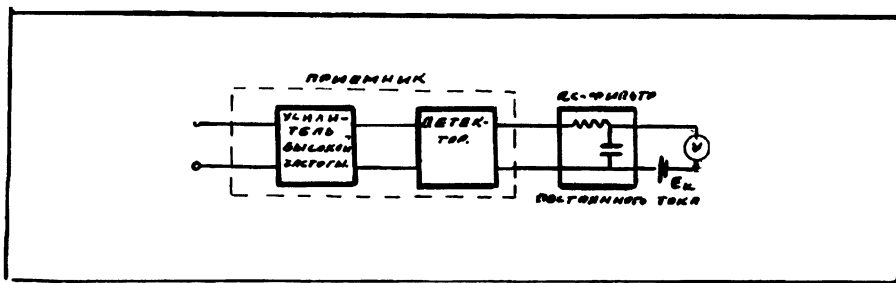 ПРИЕМНИК
RC-ФИЛЬТР
УСИЛИ-
ТЕЛЬ
ВЫСОКОЙ
ЧАСТОТЫ.
ДЕТЕК-
ТОР.
V
Eк
ПОСТОЯННОГО ТОКА